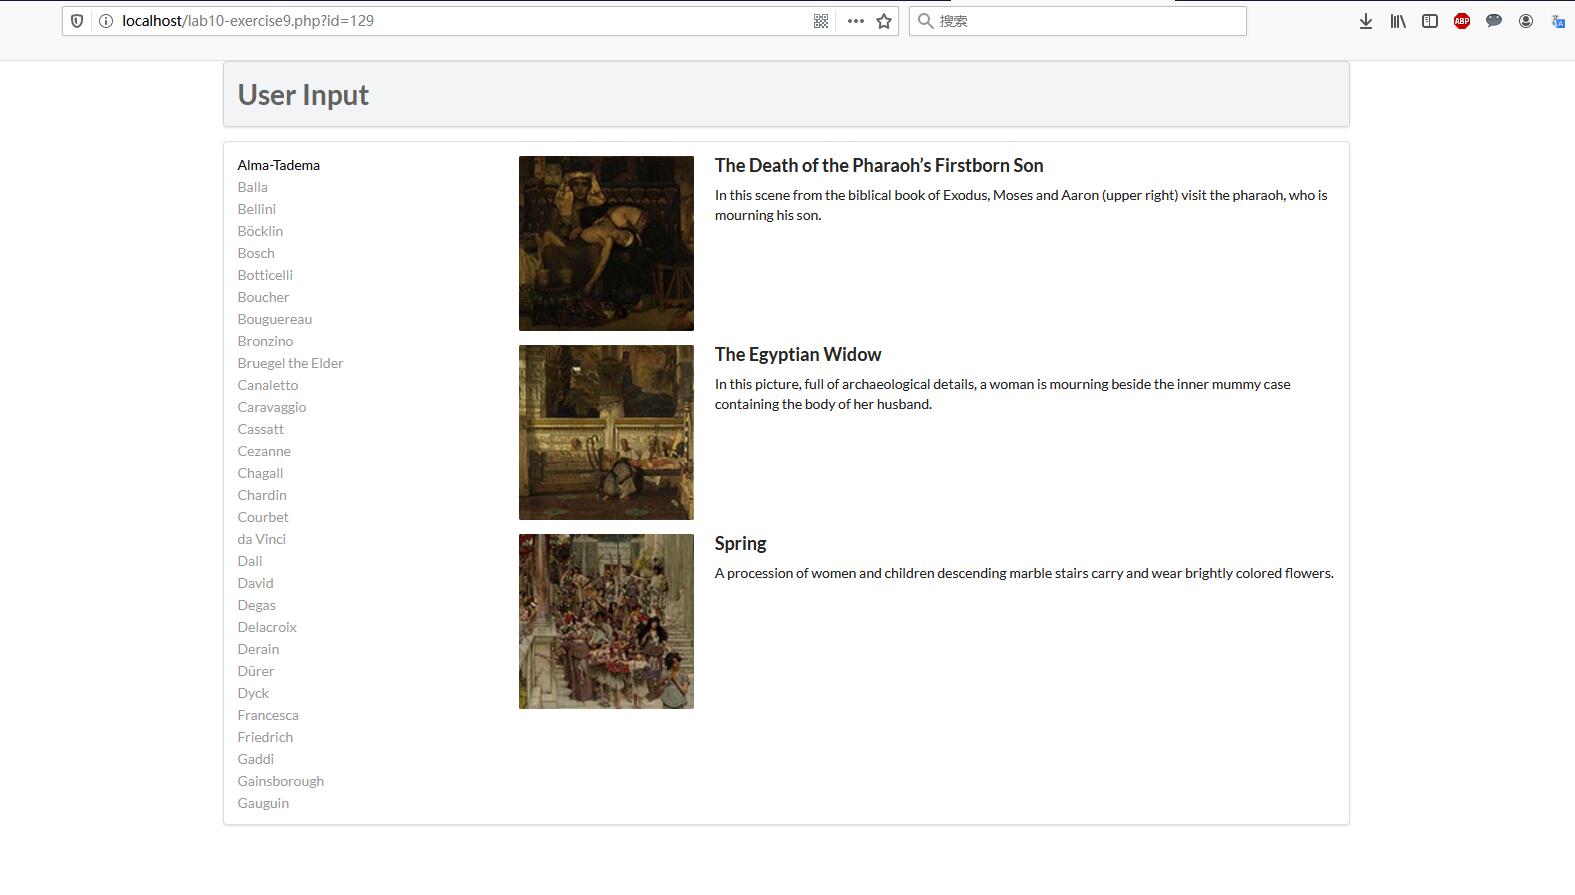 localhost/lab10-exercise9.php?id=129
搜索
ABP
User Input
Alma-Tadema
Balla
Bellini
Böcklin
Bosch
Botticelli
Boucher
Bouguereau
Bronzino
Bruegel the Elder
Canaletto
Caravaggio
Cassatt
Cezanne
Chagall
Chardin
Courbet
da Vinci
Dali
David
Degas
Delacroix
Derain
Dürer
Dyck
Francesca
Friedrich
Gaddi
Gainsborough
Gauguin
The Death of the Pharaoh’s Firstborn Son
In this scene from the biblical book of Exodus, Moses and Aaron (upper right) visit the pharaoh, who is
mourning his son.
The Egyptian Widow
In this picture, full of archaeological details, a woman is mourning beside the inner mummy case
containing the body of her husband.
Spring
A procession of women and children descending marble stairs carry and wear brightly colored flowers.